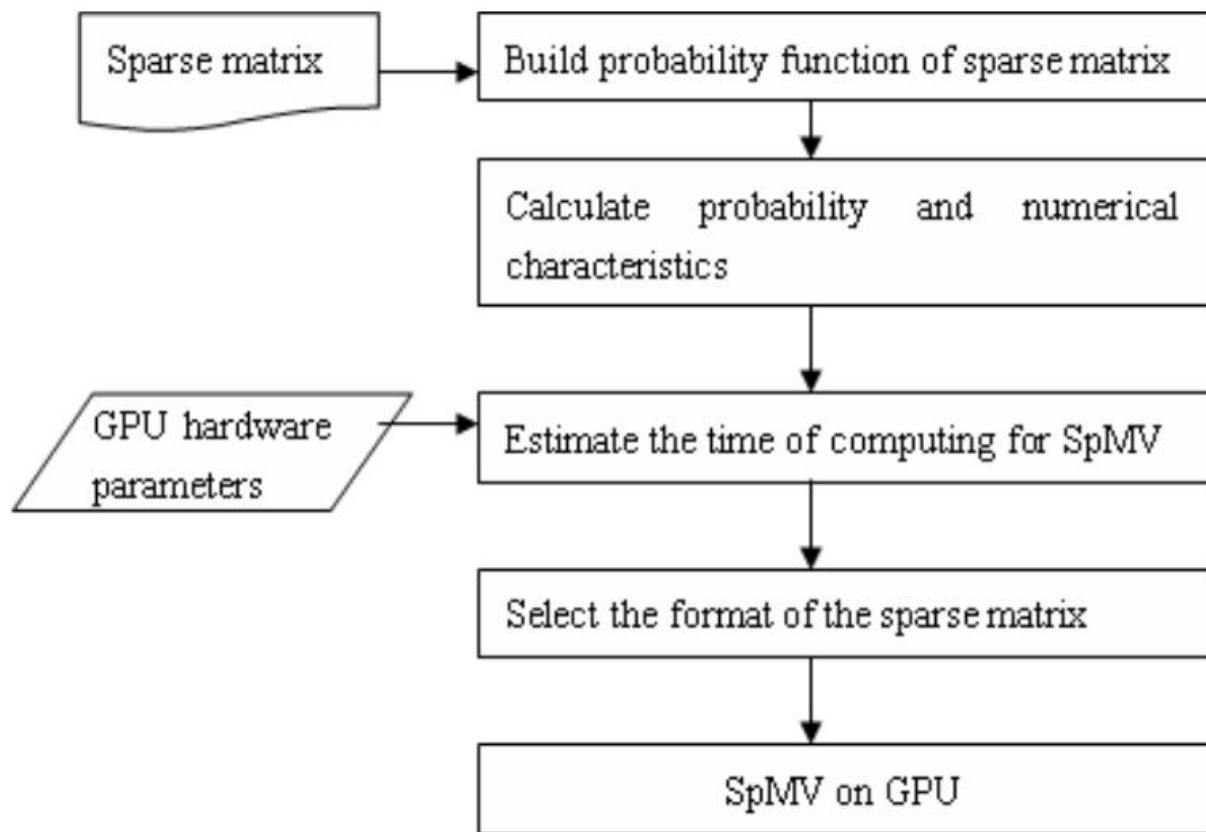 Sparse matrix
Build probability function of sparse matrix
Calculate probability and numerical
characteristics
GPU hardware
parameters
Estimate the time of computing for SpMV
Select the format of the sparse matrix
SpMV on GPU